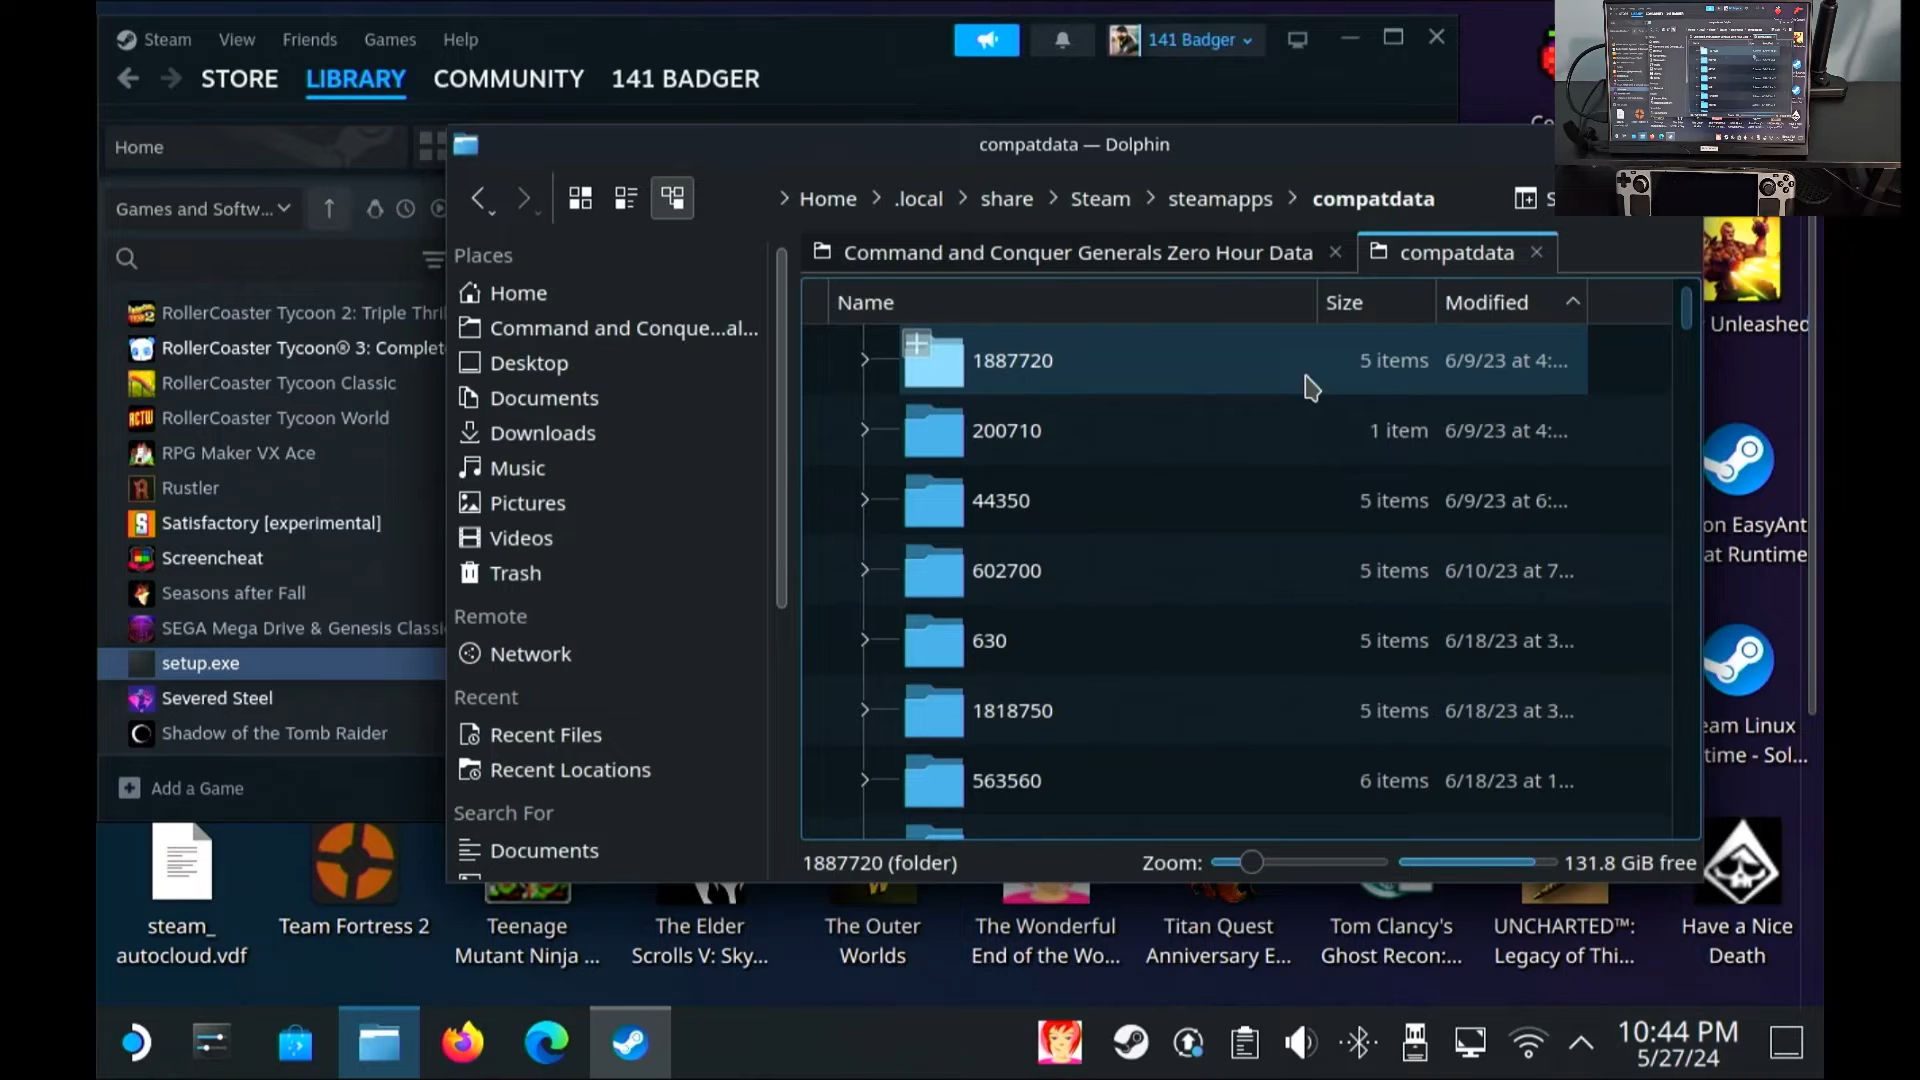 Steam View Friends Games Help
141 Badger
STORE LIBRARY COMMUNITY 141 BADGER
Home
Games and Softw...
RollerCoaster Tycoon 2: Triple Thri
RollerCoaster Tycoon® 3: Complet
RollerCoaster Tycoon Classic
RollerCoaster Tycoon World
RPG Maker VX Ace
Rustler
Satisfactory [experimental]
Screencheat
Seasons after Fall
SEGA Mega Drive & Genesis Classi
setup.exe
Severed Steel
Shadow of the Tomb Raider
Add a Game
compatdata — Dolphin
Home .local share Steam steamapps compatdata
S
Command and Conquer Generals Zero Hour Data
compatdata
Places
Home
Command and Conque...al...
Desktop
Documents
Downloads
Music
Pictures
Videos
Trash
Remote
Network
Recent
Recent Files
Recent Locations
Search For
Documents
Name Size Modified
1887720 5 items 6/9/23 at 4:...
200710 1 item 6/9/23 at 4:...
44350 5 items 6/9/23 at 6:...
602700 5 items 6/10/23 at 7...
630 5 items 6/18/23 at 3...
1818750 5 items 6/18/23 at 3...
563560 6 items 6/18/23 at 1...
1887720 (folder)
Zoom:
131.8 GiB free
Unleashed
on EasyAnt
at Runtime
eam Linux
time - Sol...
steam_
autocloud.vdf
Team Fortress 2
Teenage
Mutant Ninja ...
The Elder
Scrolls V: Sky...
The Outer
Worlds
The Wonderful
End of the Wo...
Titan Quest
Anniversary E...
Tom Clancy's
Ghost Recon:...
UNCHARTED™:
Legacy of Thi...
Have a Nice
Death
10:44 PM
5/27/24